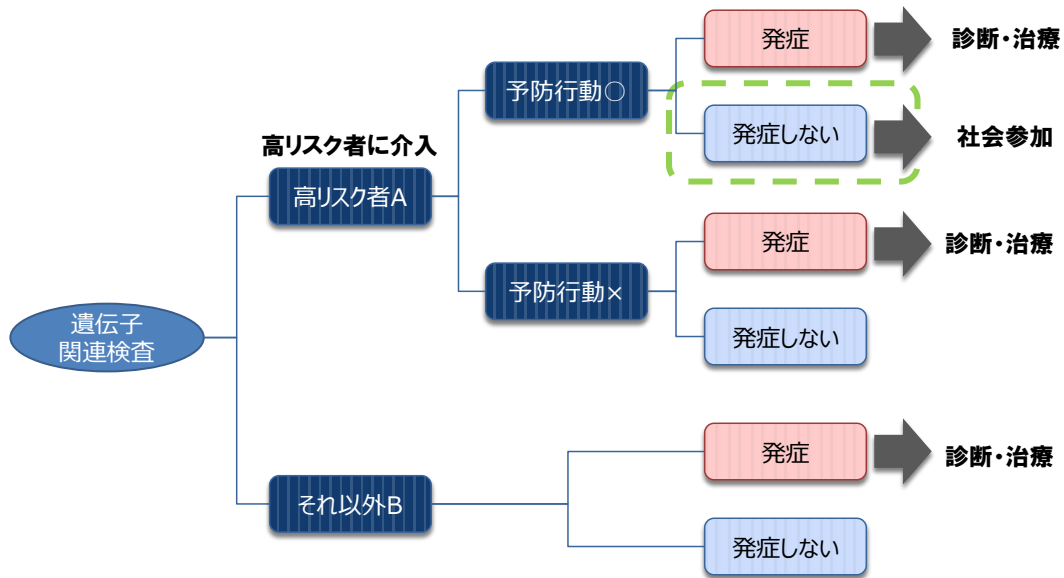 発症
診断・治療
予防行動○
発症しない
社会参加
高リスク者に介入
高リスク者A
発症
診断・治療
予防行動×
遺伝子
関連検査
発症しない
発症
診断・治療
それ以外B
発症しない